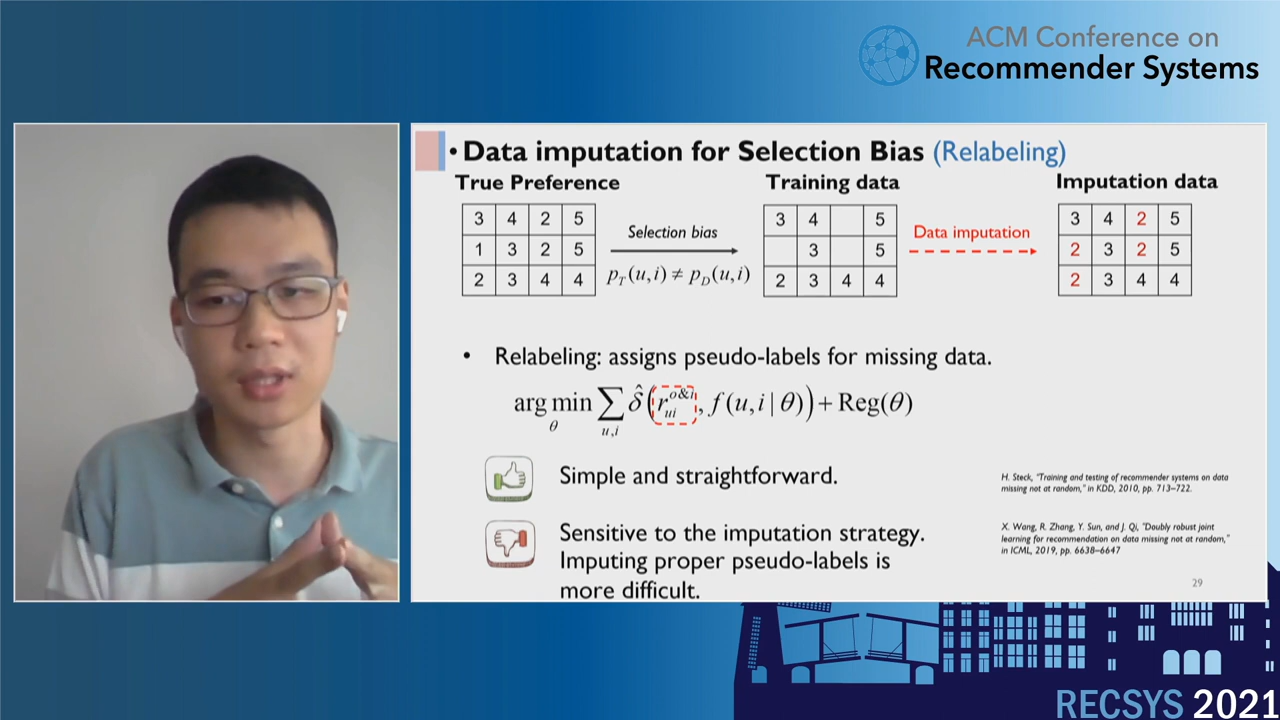 ACM Conference on
Recommender Systems
• Data imputation for Selection Bias (Relabeling)
True Preference
3 4 2 5
1 3 2 5
2 3 4 4
Selection bias
p_T(u,i) ≠ p_D(u,i)
Training data
3 4 5
3 5
2 3 4 4
Data imputation
Imputation data
3 4 2 5
2 3 2 5
2 3 4 4
• Relabeling: assigns pseudo-labels for missing data.
arg min_θ ∑_{u,i} δ̂(r_{ui}^{o&i}, f(u,i|θ)) + Reg(θ)
Simple and straightforward.
Sensitive to the imputation strategy.
Imputing proper pseudo-labels is
more difficult.
H. Steck, "Training and testing of recommender systems on data
missing not at random," in KDD, 2010, pp. 713–722.
X. Wang, R. Zhang, Y. Sun, and J. Qi, "Doubly robust joint
learning for recommendation on data missing not at random,"
in ICML, 2019, pp. 6638–6647
29
RECSYS 2021